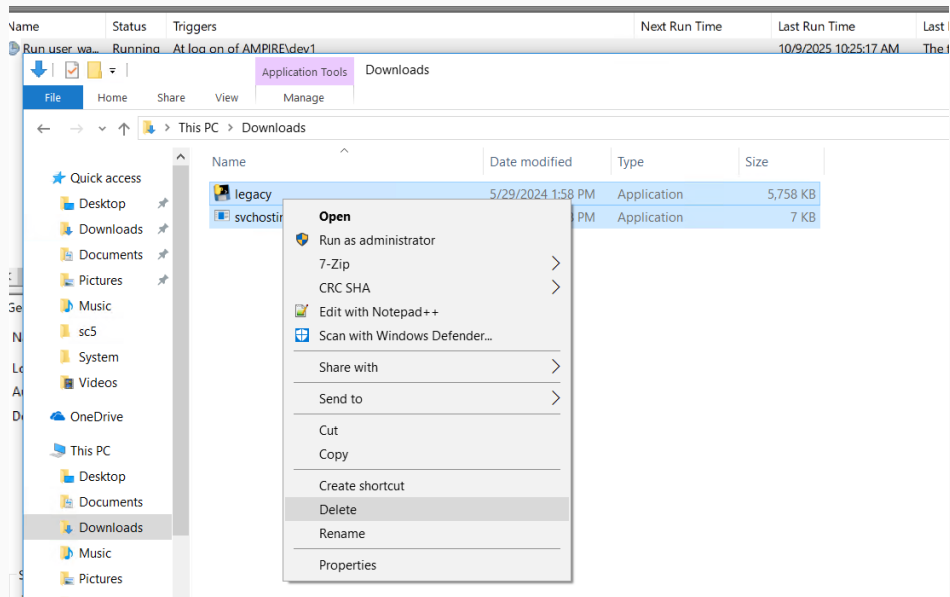 Name Status Triggers Next Run Time Last Run Time Last
Run user wa... Running At log on of AMPIRE\dev1 10/9/2025 10:25:17 AM The
Application Tools Downloads
File Home Share View Manage
This PC Downloads
Name Date modified Type Size
Quick access
Desktop
Downloads
Documents
Pictures
Music
sc5
System
Videos
OneDrive
This PC
Desktop
Documents
Downloads
Music
Pictures
legacy 5/29/2024 1:58 PM Application 5,758 KB
PM Application 7 KB
Open
Run as administrator
7-Zip
CRC SHA
Edit with Notepad++
Scan with Windows Defender...
Share with
Send to
Cut
Copy
Create shortcut
Delete
Rename
Properties